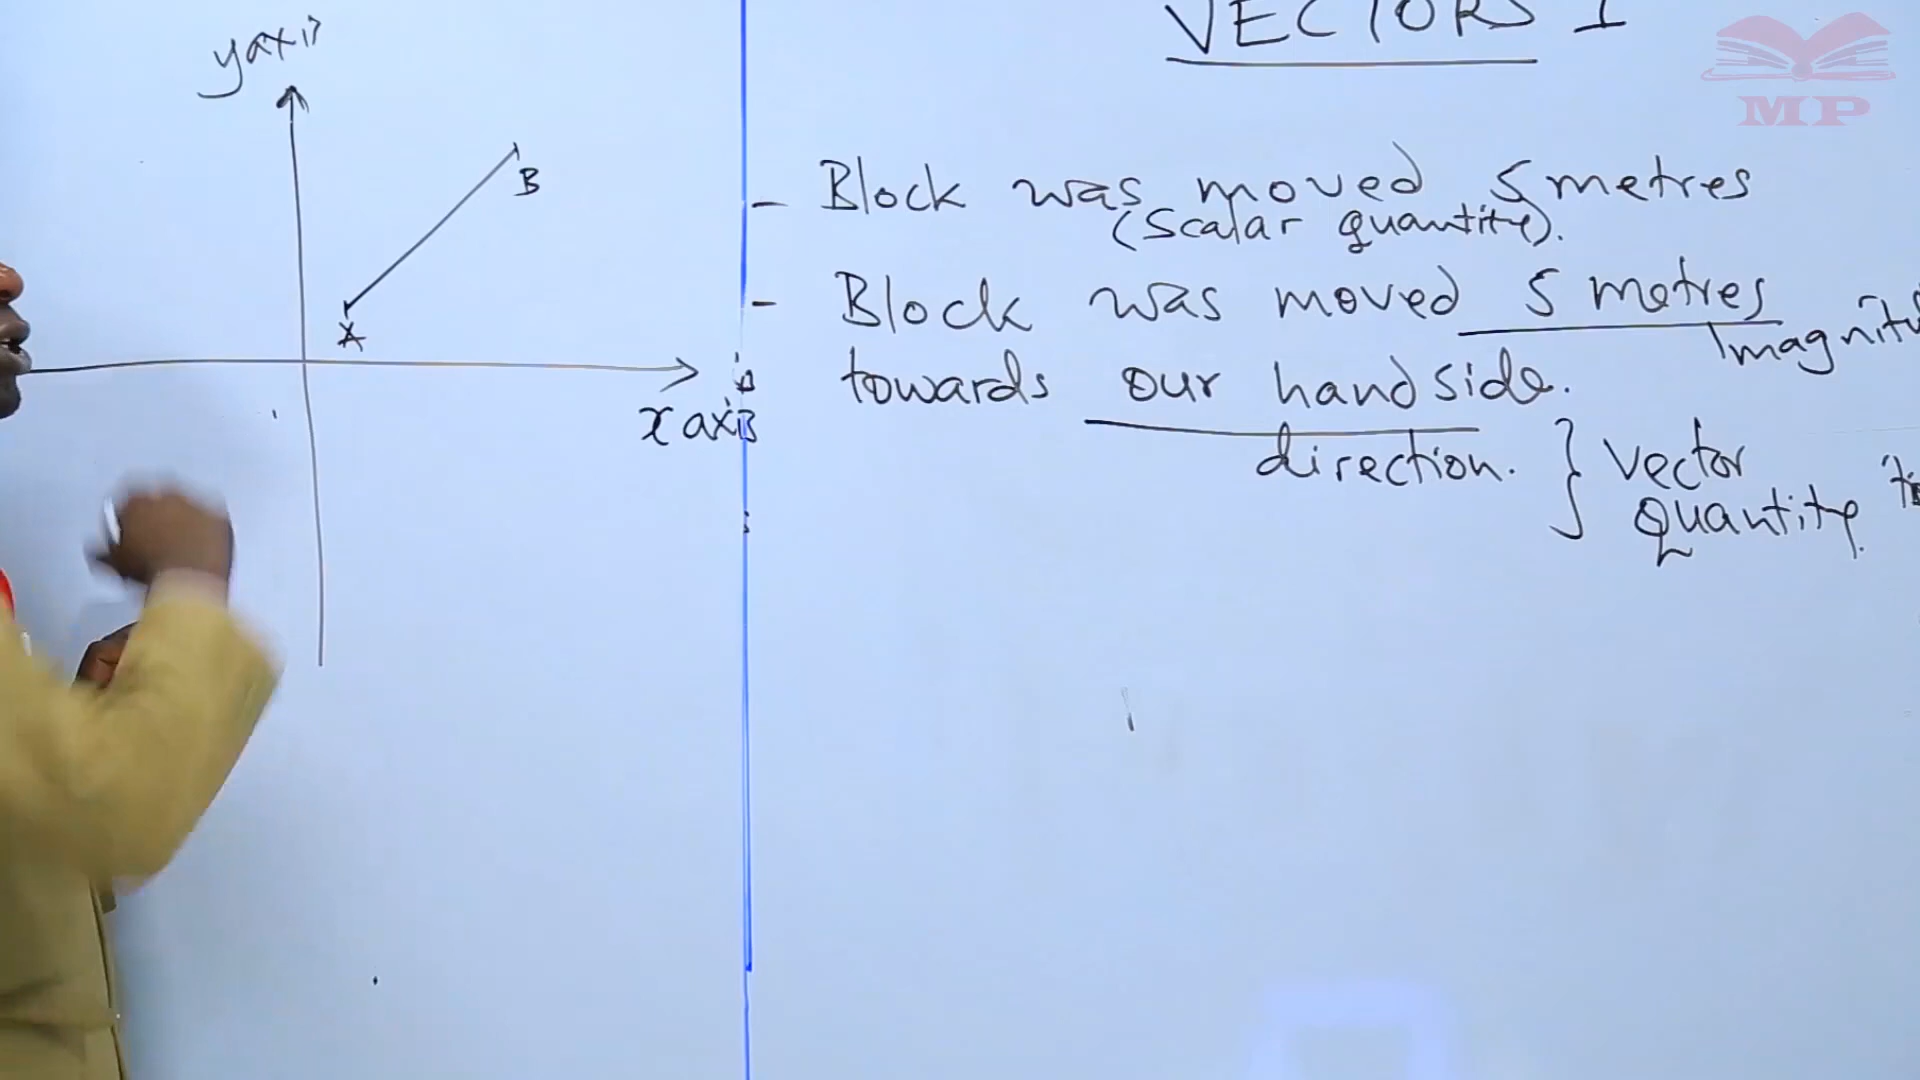 y axis
B
A
x axis
VECTORS I
MP
- Block was moved 5 metres
(Scalar quantity).
- Block was moved 5 metres
magnitu
towards our hand side.
direction. } vector
quantity.